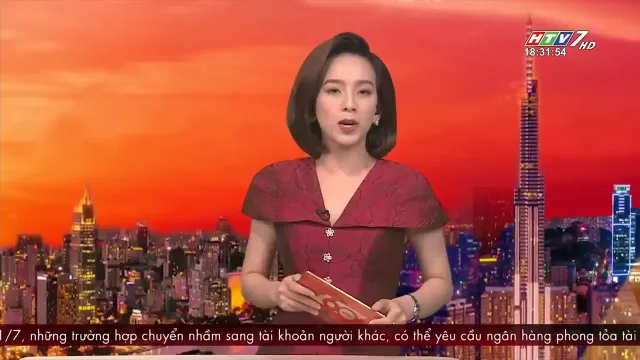 HTV7 HD
18:31:54
1/7, những trường hợp chuyển nhầm sang tài khoản người khác, có thể yêu cầu ngân hàng phong tỏa tài